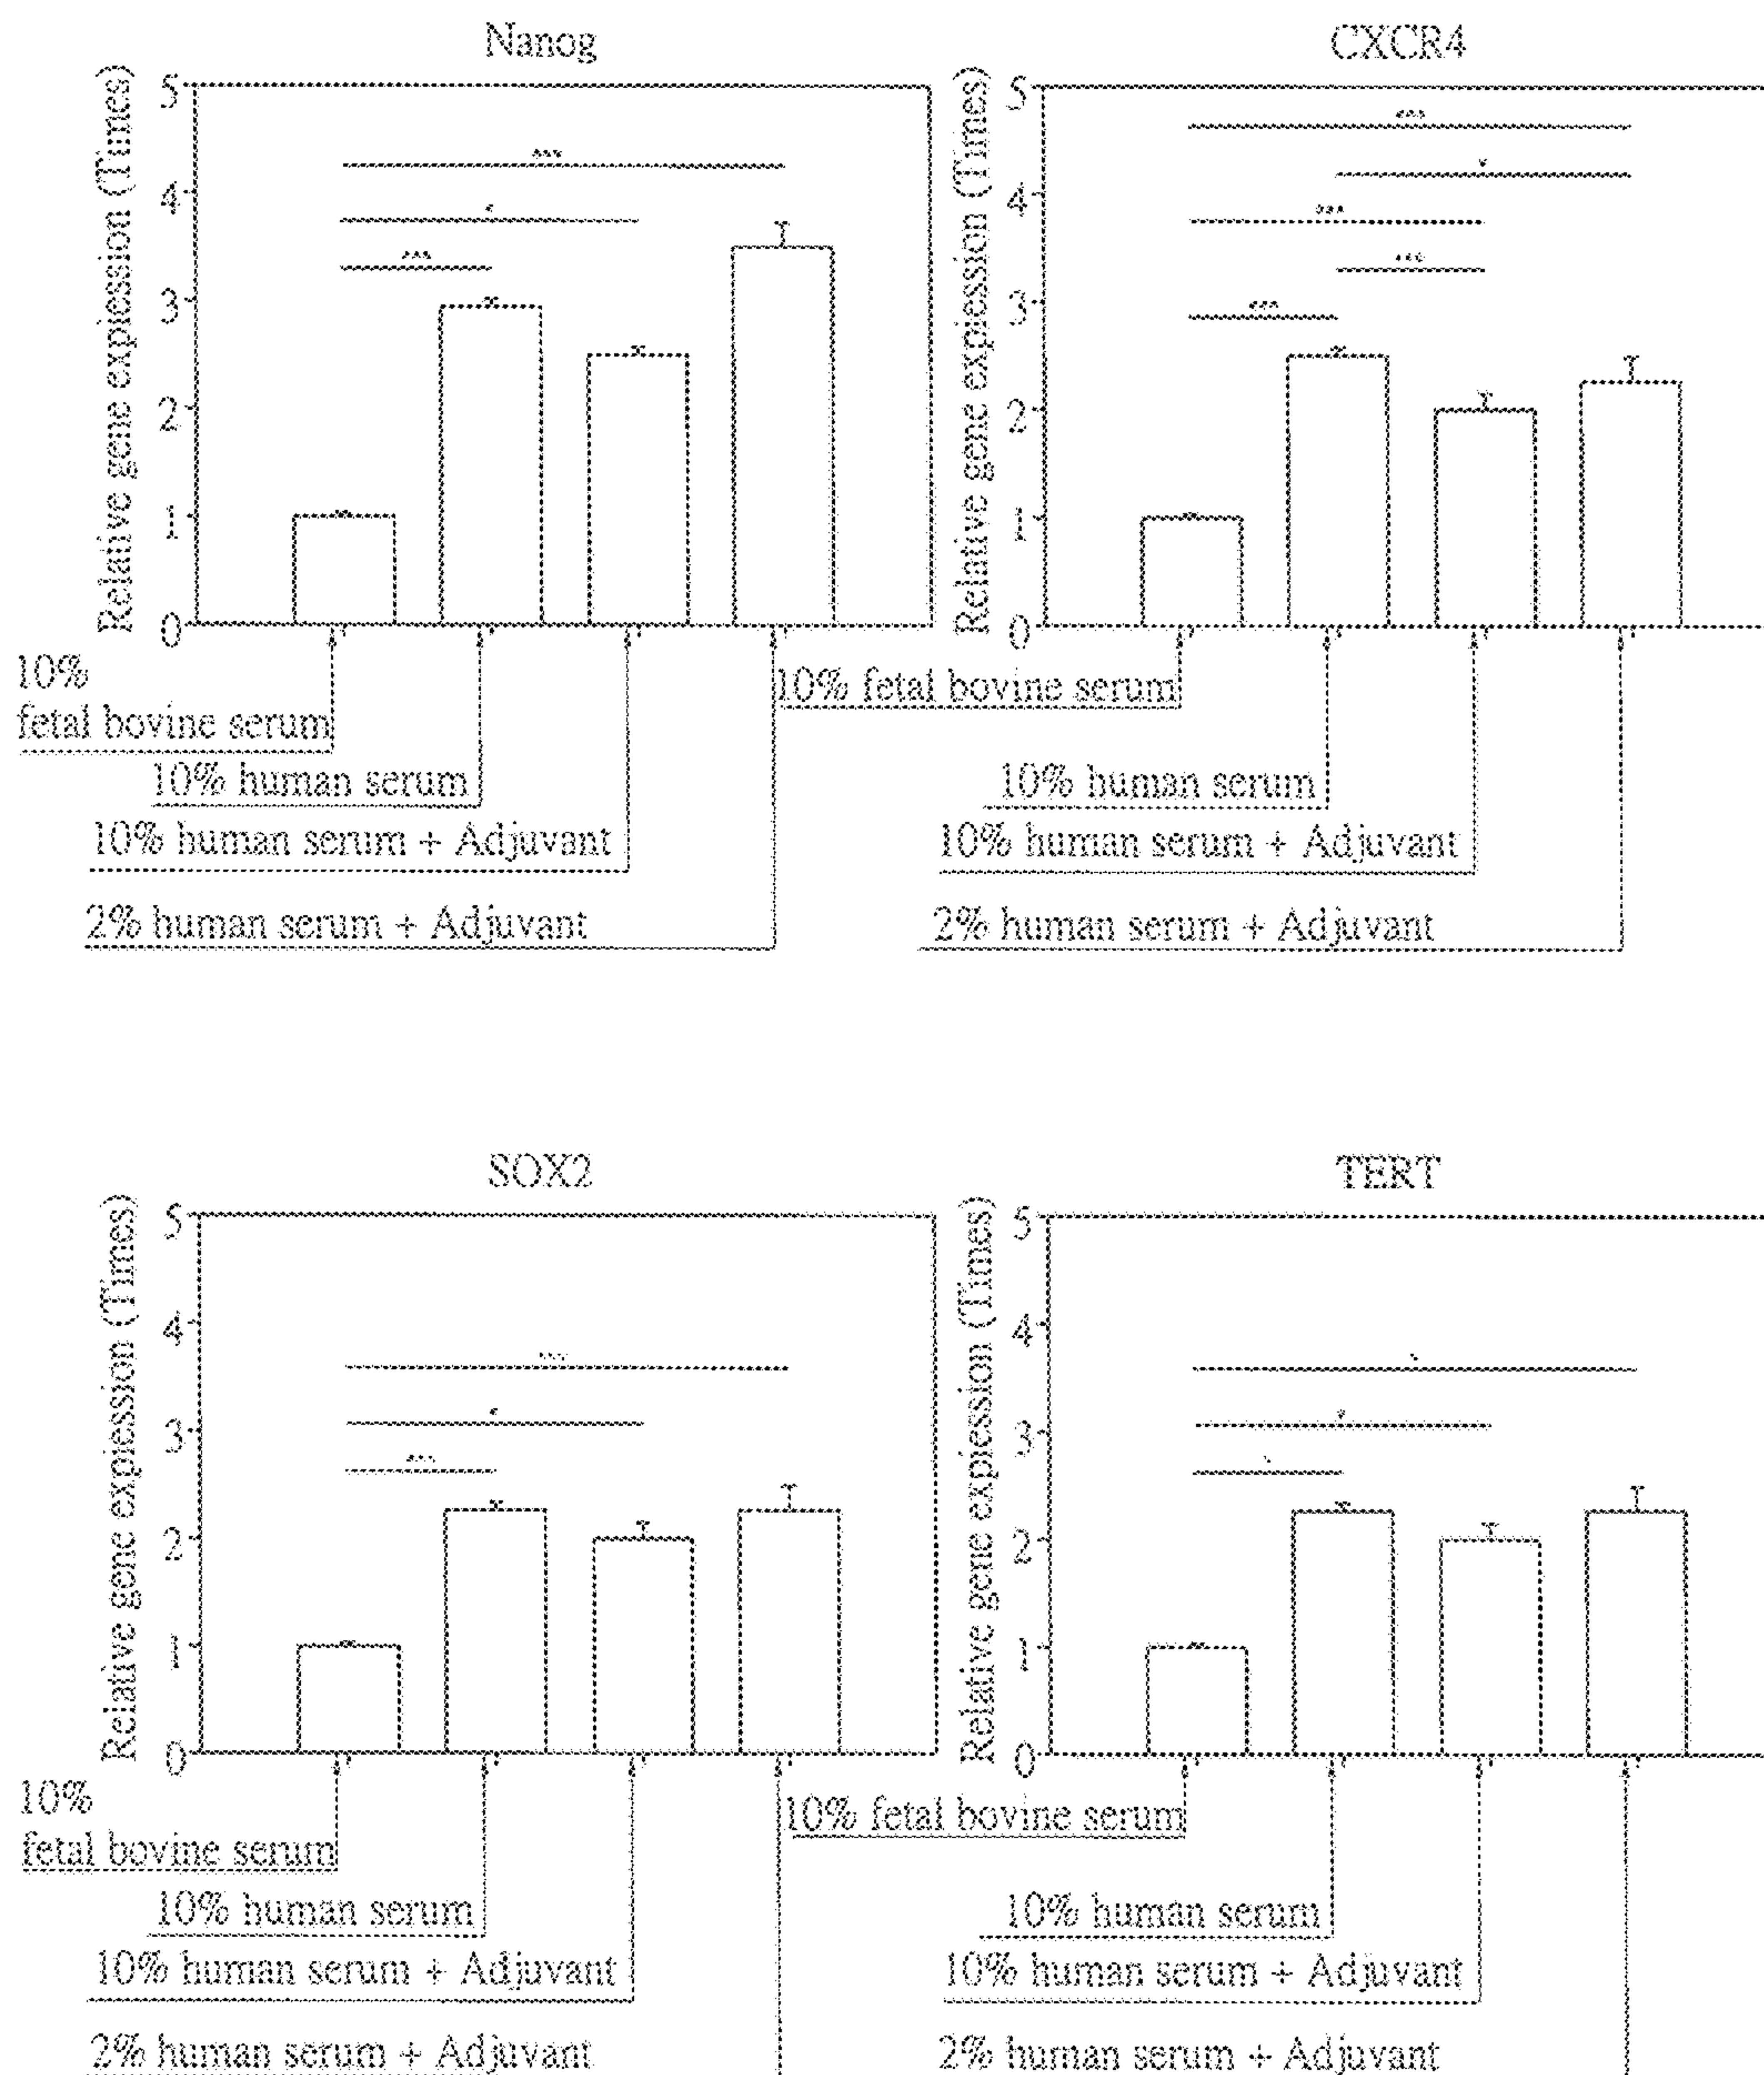 Nanog
Relative gene expiession (Times)
5
4
3
2
1
0
10%
fetal bovine serum
10% human serum
10% human serum + Adjuvant
2% human serum + Adjuvant
CXCR4
Relative gene expiession (Times)
5
4
3
2
1
0
10% fetal bovine serum
10% human serum
10% human serum + Adjuvant
2% human serum + Adjuvant
SOX2
Relative gene expiession (Times)
5
4
3
2
1
0
10%
fetal bovine serum
10% human serum
10% human serum + Adjuvant
2% human serum + Adjuvant
TERT
Relative gene expiession (Times)
5
4
3
2
1
0
10% fetal bovine serum
10% human serum
10% human serum + Adjuvant
2% human serum + Adjuvant